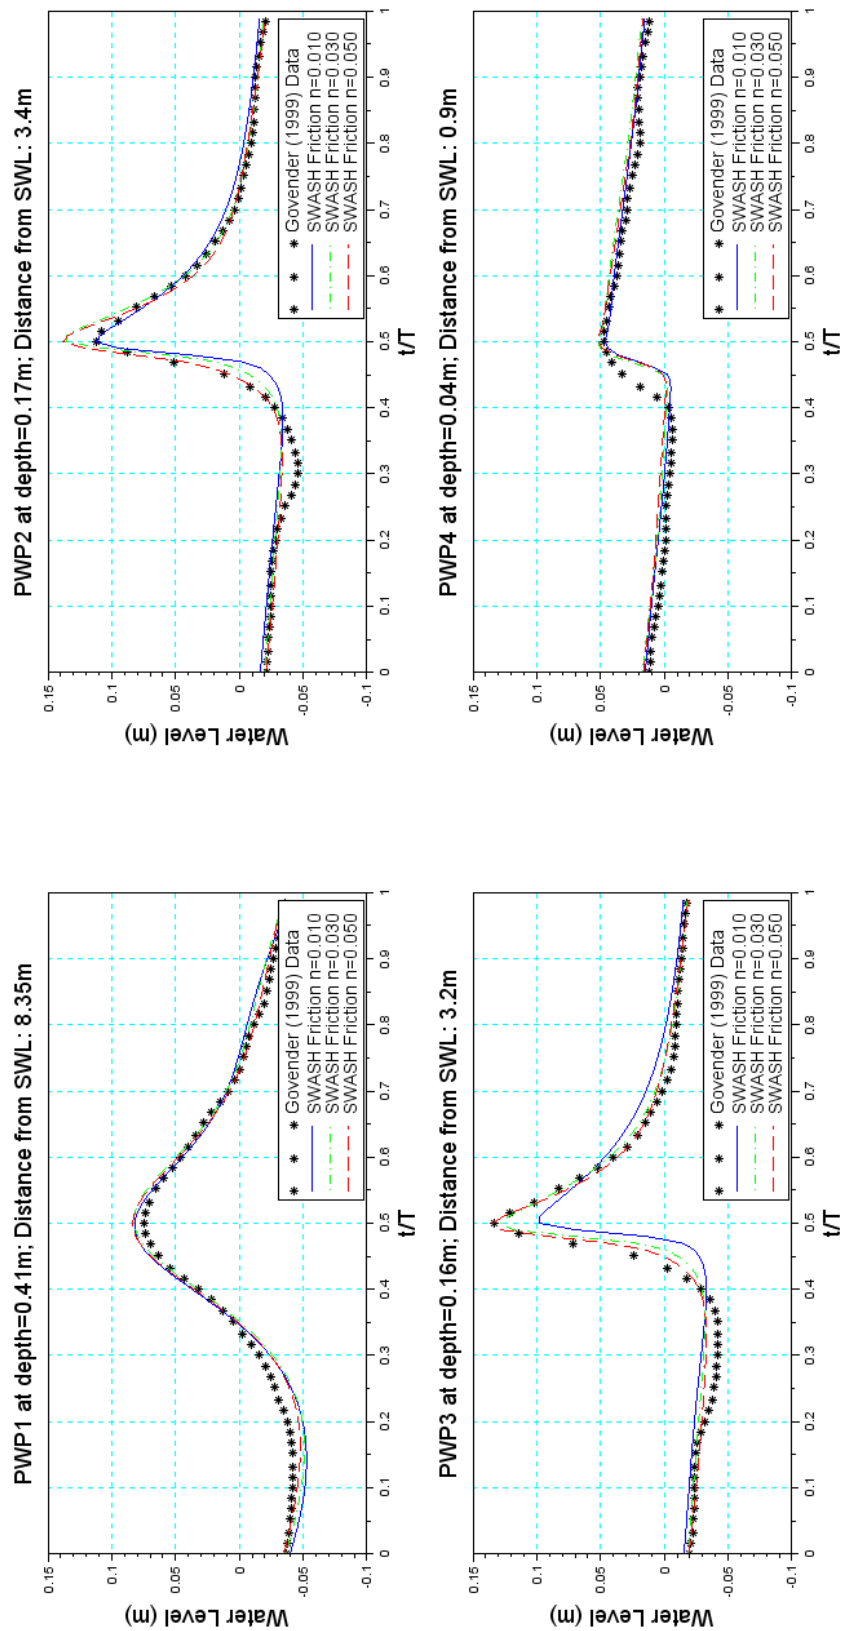 PWP1 at depth=0.41m; Distance from SWL: 8.35m
Water Level (m)
0.15
0.1
0.05
0
-0.05
-0.1
0
0.1
0.2
0.3
0.4
0.5
0.6
0.7
0.8
0.9
1
t/T
Govender (1999) Data
SWASH Friction n=0.010
SWASH Friction n=0.030
SWASH Friction n=0.050
PWP2 at depth=0.17m; Distance from SWL: 3.4m
Water Level (m)
0.15
0.1
0.05
0
-0.05
-0.1
0
0.1
0.2
0.3
0.4
0.5
0.6
0.7
0.8
0.9
1
t/T
Govender (1999) Data
SWASH Friction n=0.010
SWASH Friction n=0.030
SWASH Friction n=0.050
PWP3 at depth=0.16m; Distance from SWL: 3.2m
Water Level (m)
0.15
0.1
0.05
0
-0.05
-0.1
0
0.1
0.2
0.3
0.4
0.5
0.6
0.7
0.8
0.9
1
t/T
Govender (1999) Data
SWASH Friction n=0.010
SWASH Friction n=0.030
SWASH Friction n=0.050
PWP4 at depth=0.04m; Distance from SWL: 0.9m
Water Level (m)
0.15
0.1
0.05
0
-0.05
-0.1
0
0.1
0.2
0.3
0.4
0.5
0.6
0.7
0.8
0.9
1
t/T
Govender (1999) Data
SWASH Friction n=0.010
SWASH Friction n=0.030
SWASH Friction n=0.050